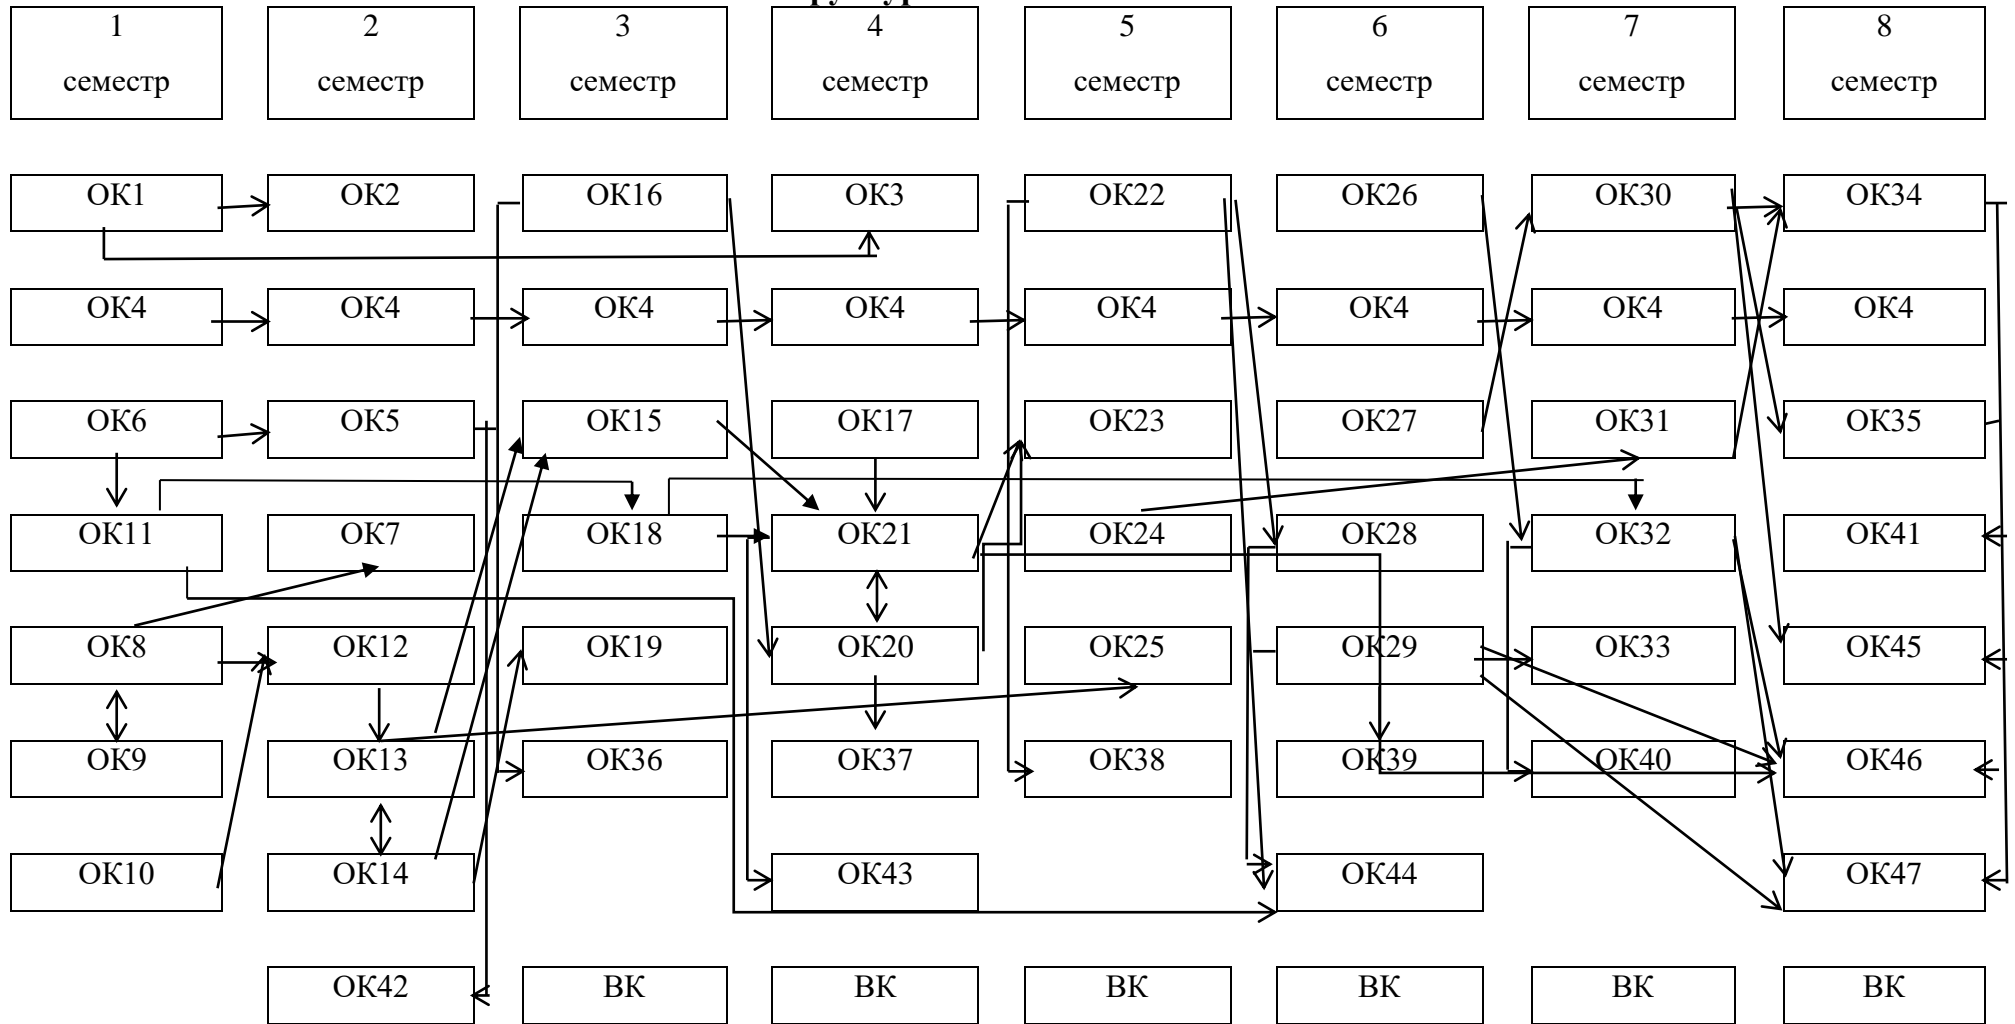 1 2 3 4 5 6 7 8
семестр семестр семестр семестр семестр семестр семестр семестр
ОК1 ОК2 ОК16 ОК3 ОК22 ОК26 ОК30 ОК34
ОК4 ОК4 ОК4 ОК4 ОК4 ОК4 ОК4 ОК4
ОК6 ОК5 ОК15 ОК17 ОК23 ОК27 ОК31 ОК35
ОК11 ОК7 ОК18 ОК21 ОК24 ОК28 ОК32 ОК41
ОК8 ОК12 ОК19 ОК20 ОК25 ОК29 ОК33 ОК45
ОК9 ОК13 ОК36 ОК37 ОК38 ОК39 ОК40 ОК46
ОК10 ОК14 ОК43 ОК44 ОК47
ОК42 ВК ВК ВК ВК ВК ВК